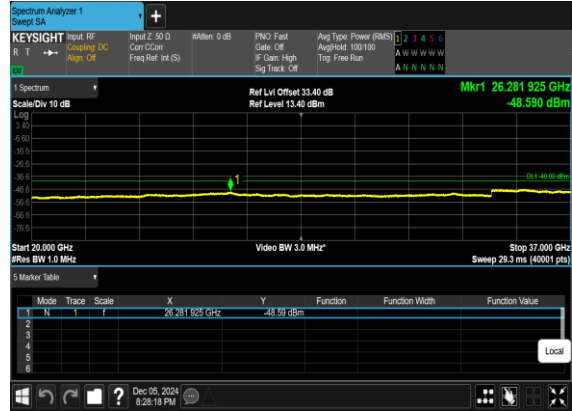 Spectrum Analyzer 1
Swept SA
+
KEYSIGHT Input: RF Input Z: 50 Ω #Atten: 0 dB PNO: Fast Avg Type: Power (RMS) 1 2 3 4 5 6
R T Coupling: DC Corr CCorr Gate: Off Avg|Hold: 100/100 A W W W W W
Align: Off Freq Ref: Int (S) IF Gain: High Trig: Free Run
Sig Track: Off A N N N N N
1 Spectrum Ref Lvl Offset 33.40 dB Mkr1 26.281 925 GHz
Scale/Div 10 dB Ref Level 13.40 dBm -48.590 dBm
Log
3.40
-6.60
-16.6
-26.6
-36.6
-46.6
-56.6
-66.6
-76.6
1
DL1 -40.00 dBm
Start 20.000 GHz Video BW 3.0 MHz* Stop 37.000 GHz
#Res BW 1.0 MHz Sweep 29.3 ms (40001 pts)
5 Marker Table
Mode Trace Scale X Y Function Function Width Function Value
1 N 1 f 26.281 925 GHz -48.59 dBm
2
3
4
5
6
Local
? Dec 05, 2024
8:28:18 PM